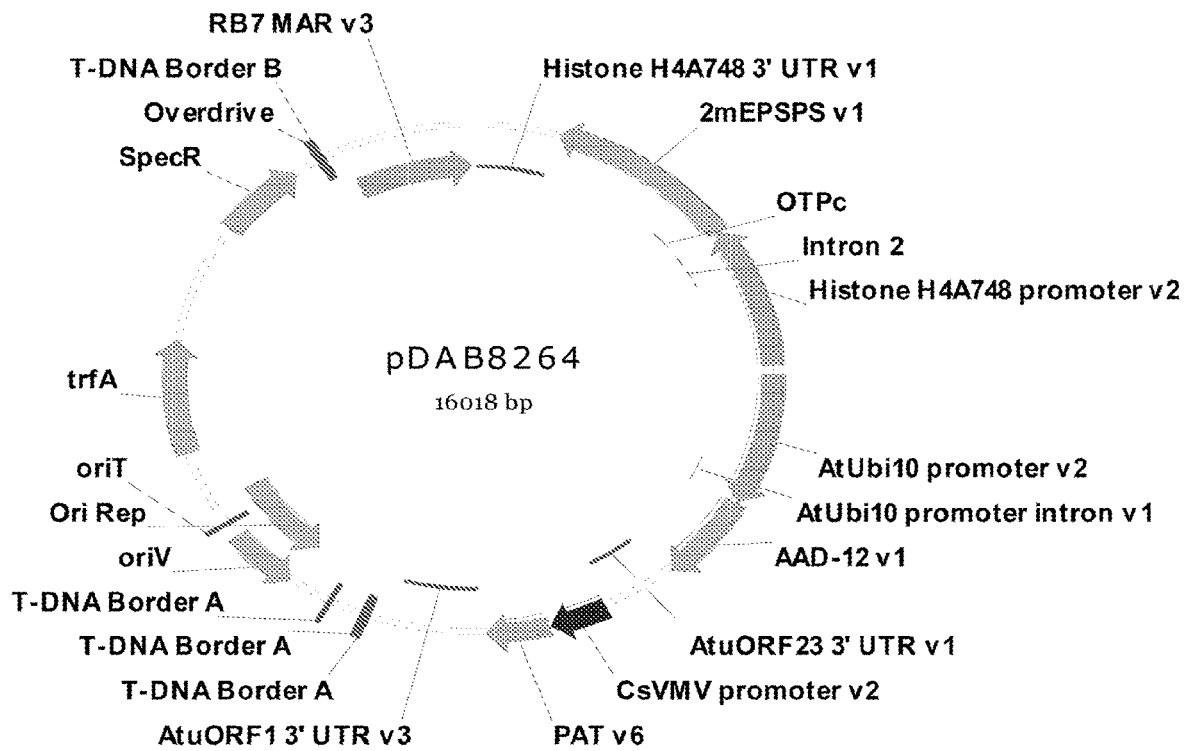 RB7 MAR v3
T-DNA Border B
Overdrive
SpecR
Histone H4A748 3' UTR v1
2mEPSPS v1
OTPc
Intron 2
Histone H4A748 promoter v2
pDAB8264
16018 bp
trfA
oriT
Ori Rep
oriV
T-DNA Border A
T-DNA Border A
T-DNA Border A
AtuORF1 3' UTR v3
AtUbi10 promoter v2
AtUbi10 promoter intron v1
AAD-12 v1
AtuORF23 3' UTR v1
CsVMV promoter v2
PAT v6